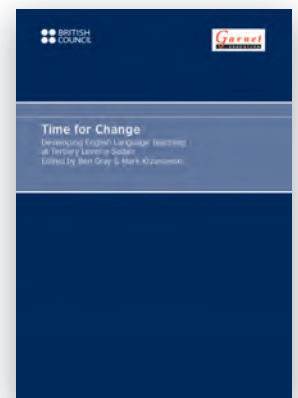 BRITISH
COUNCIL
Garnet
EDUCATION
Time for Change
Developing English Language Teaching
at Tertiary Level in Sudan
Edited by Ben Gray & Mark Krzanowski